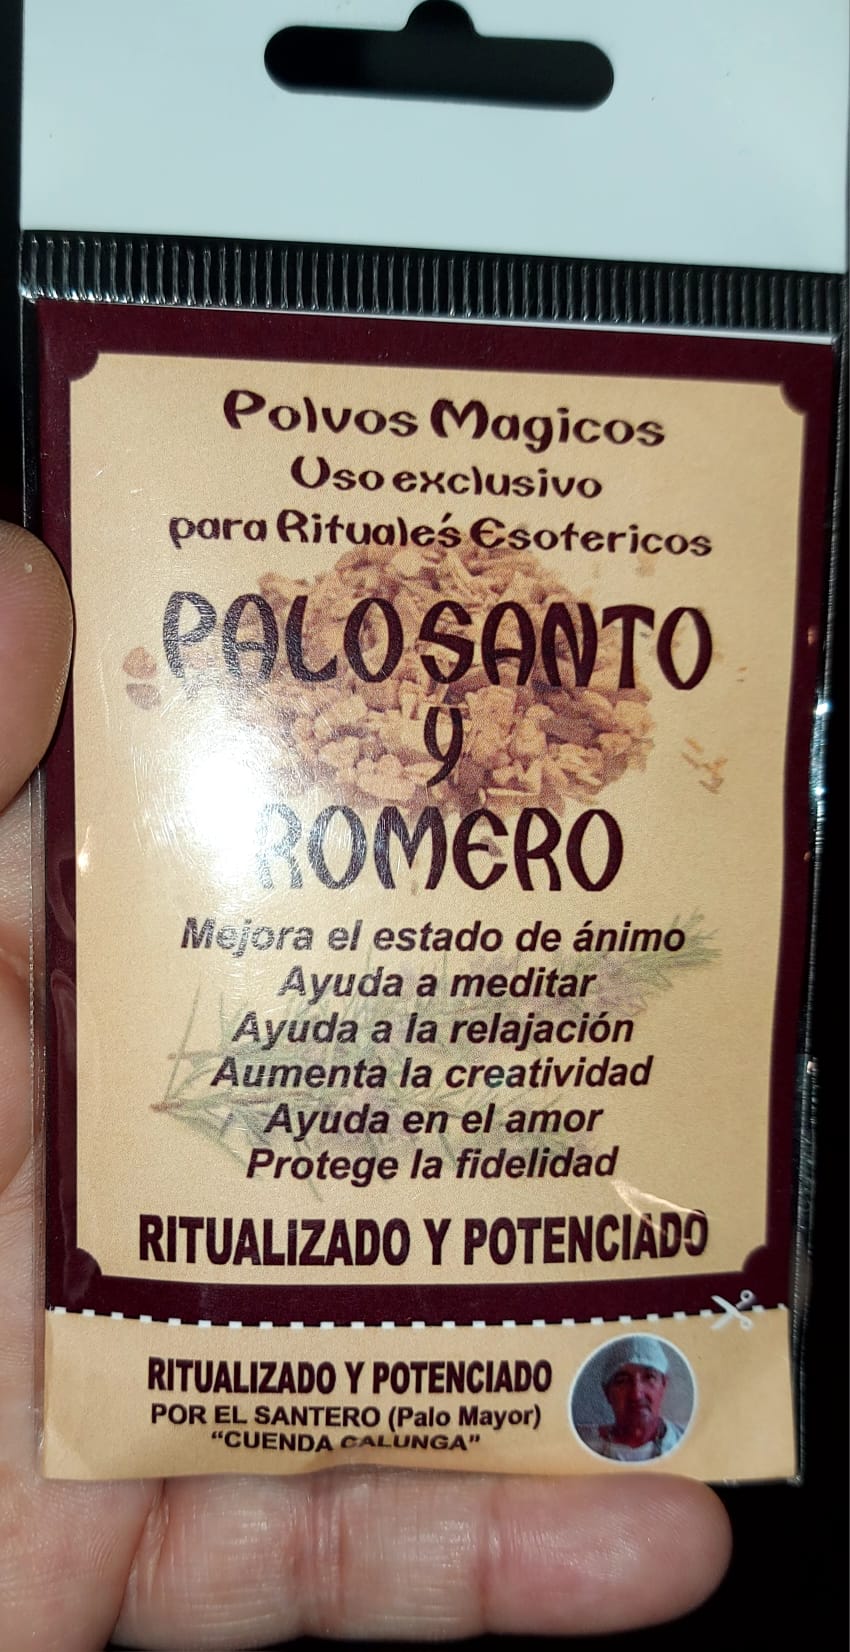 Polvos Magicos
Uso exclusivo
para Rituales Esotericos
PALO SANTO
y
ROMERO
Mejora el estado de ánimo
Ayuda a meditar
Ayuda a la relajación
Aumenta la creatividad
Ayuda en el amor
Protege la fidelidad
RITUALIZADO Y POTENCIADO
RITUALIZADO Y POTENCIADO
POR EL SANTERO (Palo Mayor)
"CUENDA CALUNGA"